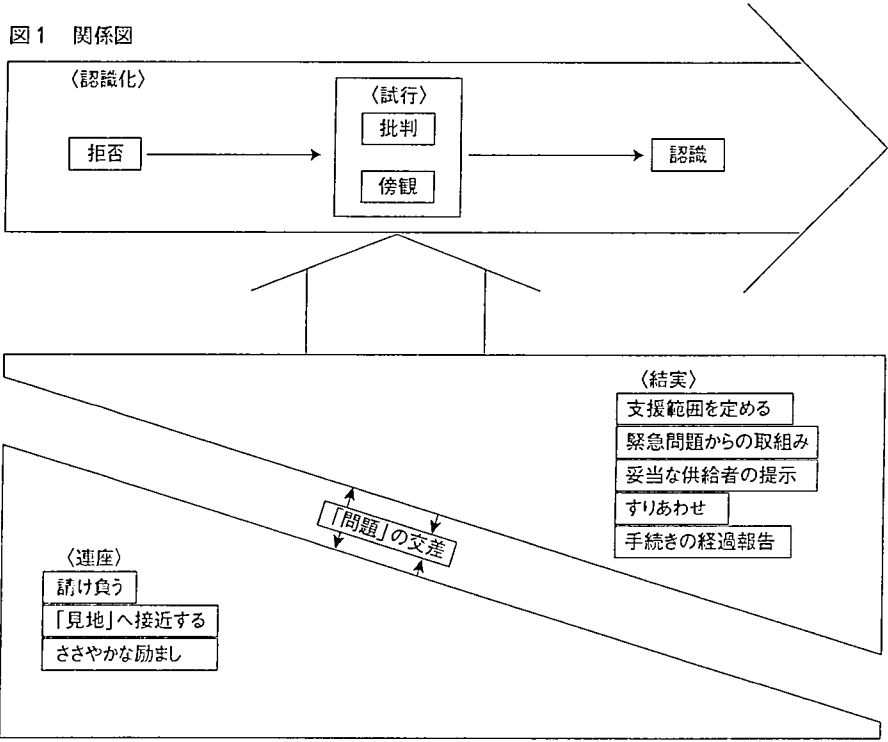 図1 関係図
〈認識化〉
〈試行〉
批判
拒否
認識
傍観
〈結実〉
支援範囲を定める
緊急問題からの取組み
妥当な供給者の提示
すりあわせ
手続きの経過報告
「問題」の交差
〈連座〉
請け負う
「見地」へ接近する
ささやかな励まし